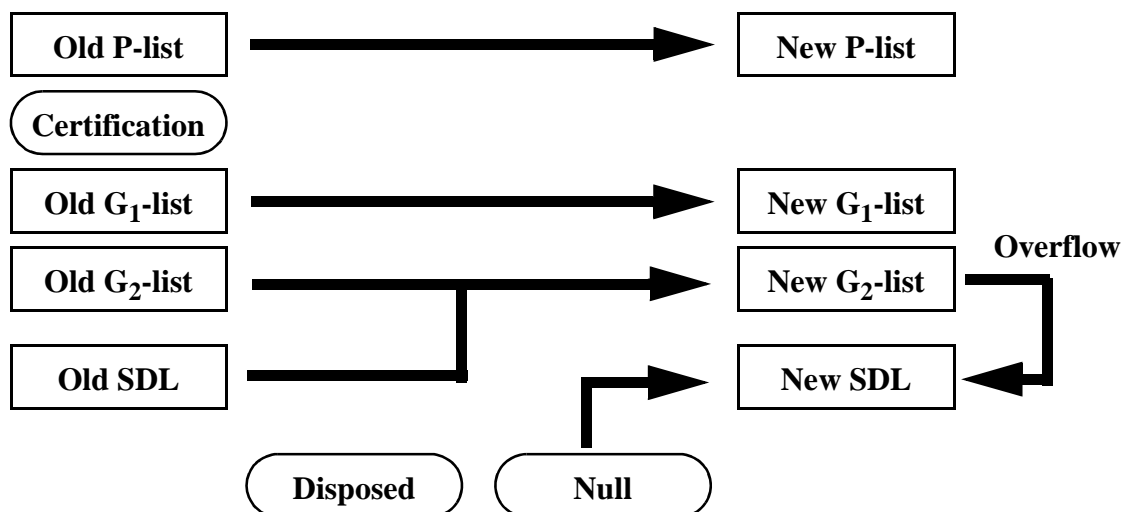 Old P-list
New P-list
Certification
Old G₁-list
New G₁-list
Overflow
Old G₂-list
New G₂-list
Old SDL
New SDL
Disposed
Null